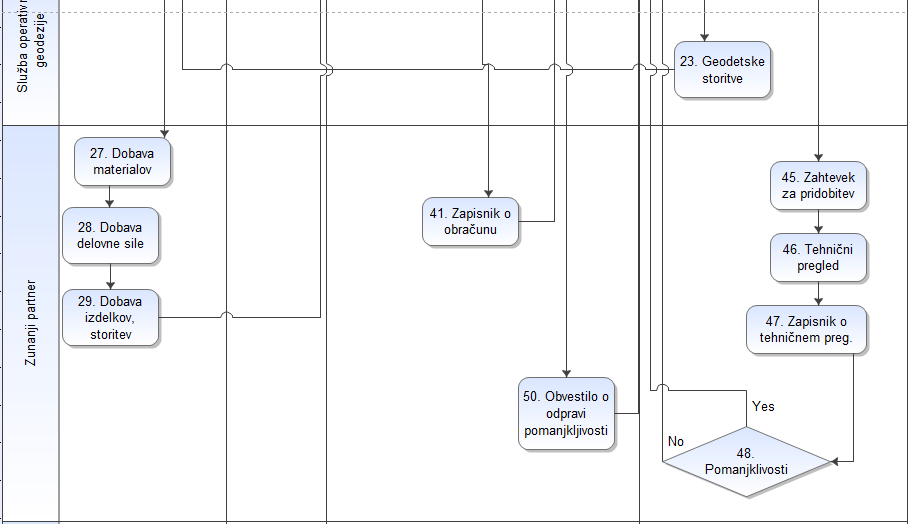 Služba operativn
geodezije
23. Geodetske
storitve
Zunanji partner
27. Dobava
materialov
28. Dobava
delovne sile
29. Dobava
izdelkov,
storitev
41. Zapisnik o
obračunu
45. Zahtevek
za pridobitev
46. Tehnični
pregled
47. Zapisnik o
tehničnem preg.
50. Obvestilo o
odpravi
pomanjkljivosti
Yes
No
48.
Pomanjklivosti